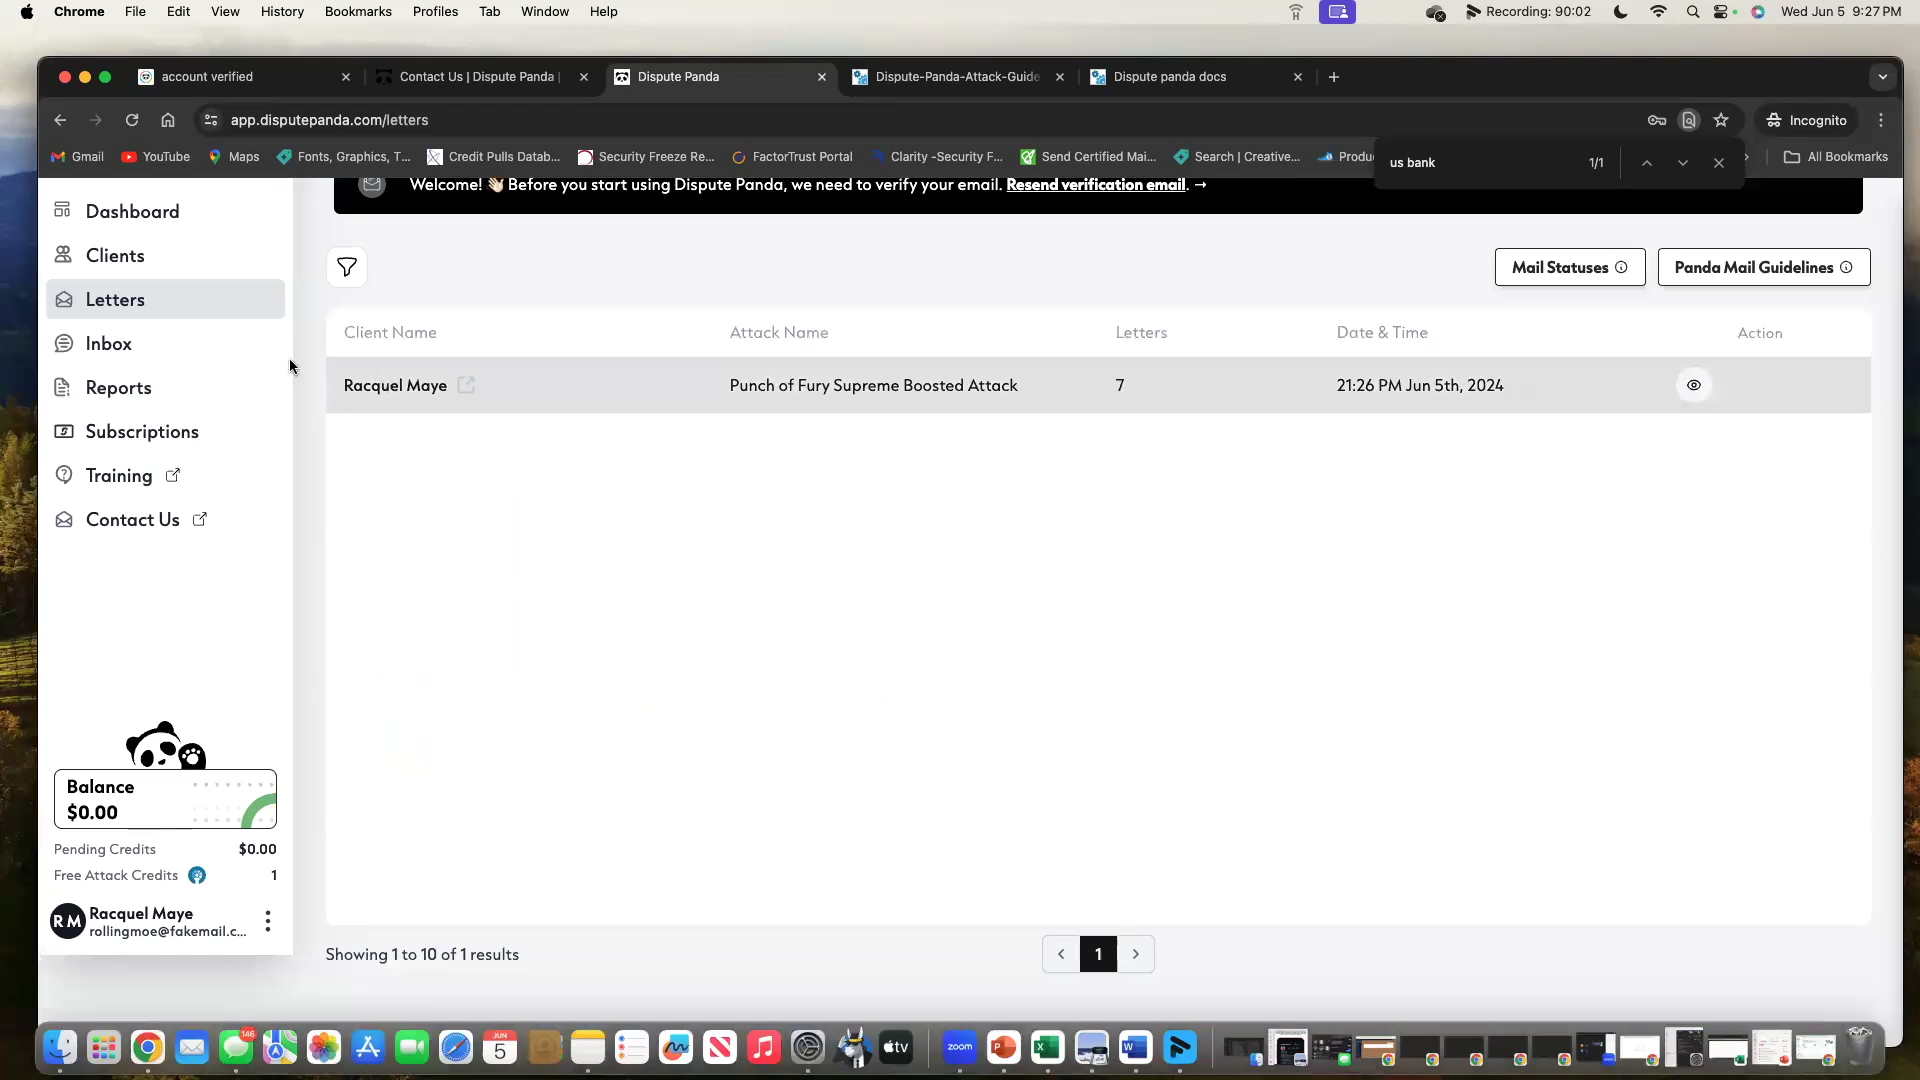 Chrome File Edit View History Bookmarks Profiles Tab Window Help
Recording: 90:02 Wed Jun 5 9:27 PM
account verified
Contact Us | Dispute Panda |
Dispute Panda
Dispute-Panda-Attack-Guide
Dispute panda docs
app.disputepanda.com/letters
Incognito
Gmail YouTube Maps Fonts, Graphics, T... Credit Pulls Datab... Security Freeze Re... FactorTrust Portal Clarity -Security F... Send Certified Mai... Search | Creative... Produ
All Bookmarks
us bank 1/1
Welcome! 👋🏻 Before you start using Dispute Panda, we need to verify your email. Resend verification email. →
Dashboard
Clients
Letters
Inbox
Reports
Subscriptions
Training
Contact Us
Mail Statuses
Panda Mail Guidelines
Client Name Attack Name Letters Date & Time Action
Racquel Maye Punch of Fury Supreme Boosted Attack 7 21:26 PM Jun 5th, 2024
Balance
$0.00
Pending Credits $0.00
Free Attack Credits 1
RM
Racquel Maye
rollingmoe@fakemail.c...
Showing 1 to 10 of 1 results
< 1 >
146
JUN
5
tv
zoom